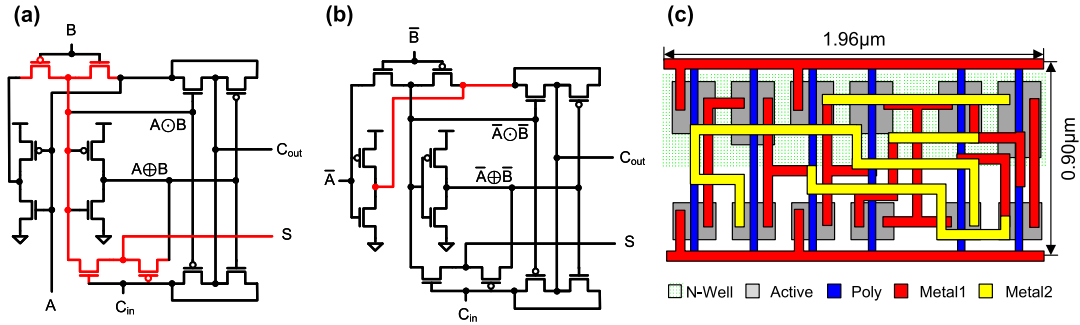 (a)
B
A⊙B
A⊕B
C_out
S
A
C_in
(b)
B̅
A̅⊙B̅
A̅
A̅⊕B̅
C_out
S
C_in
(c)
1.96μm
0.90μm
N-Well Active Poly Metal1 Metal2